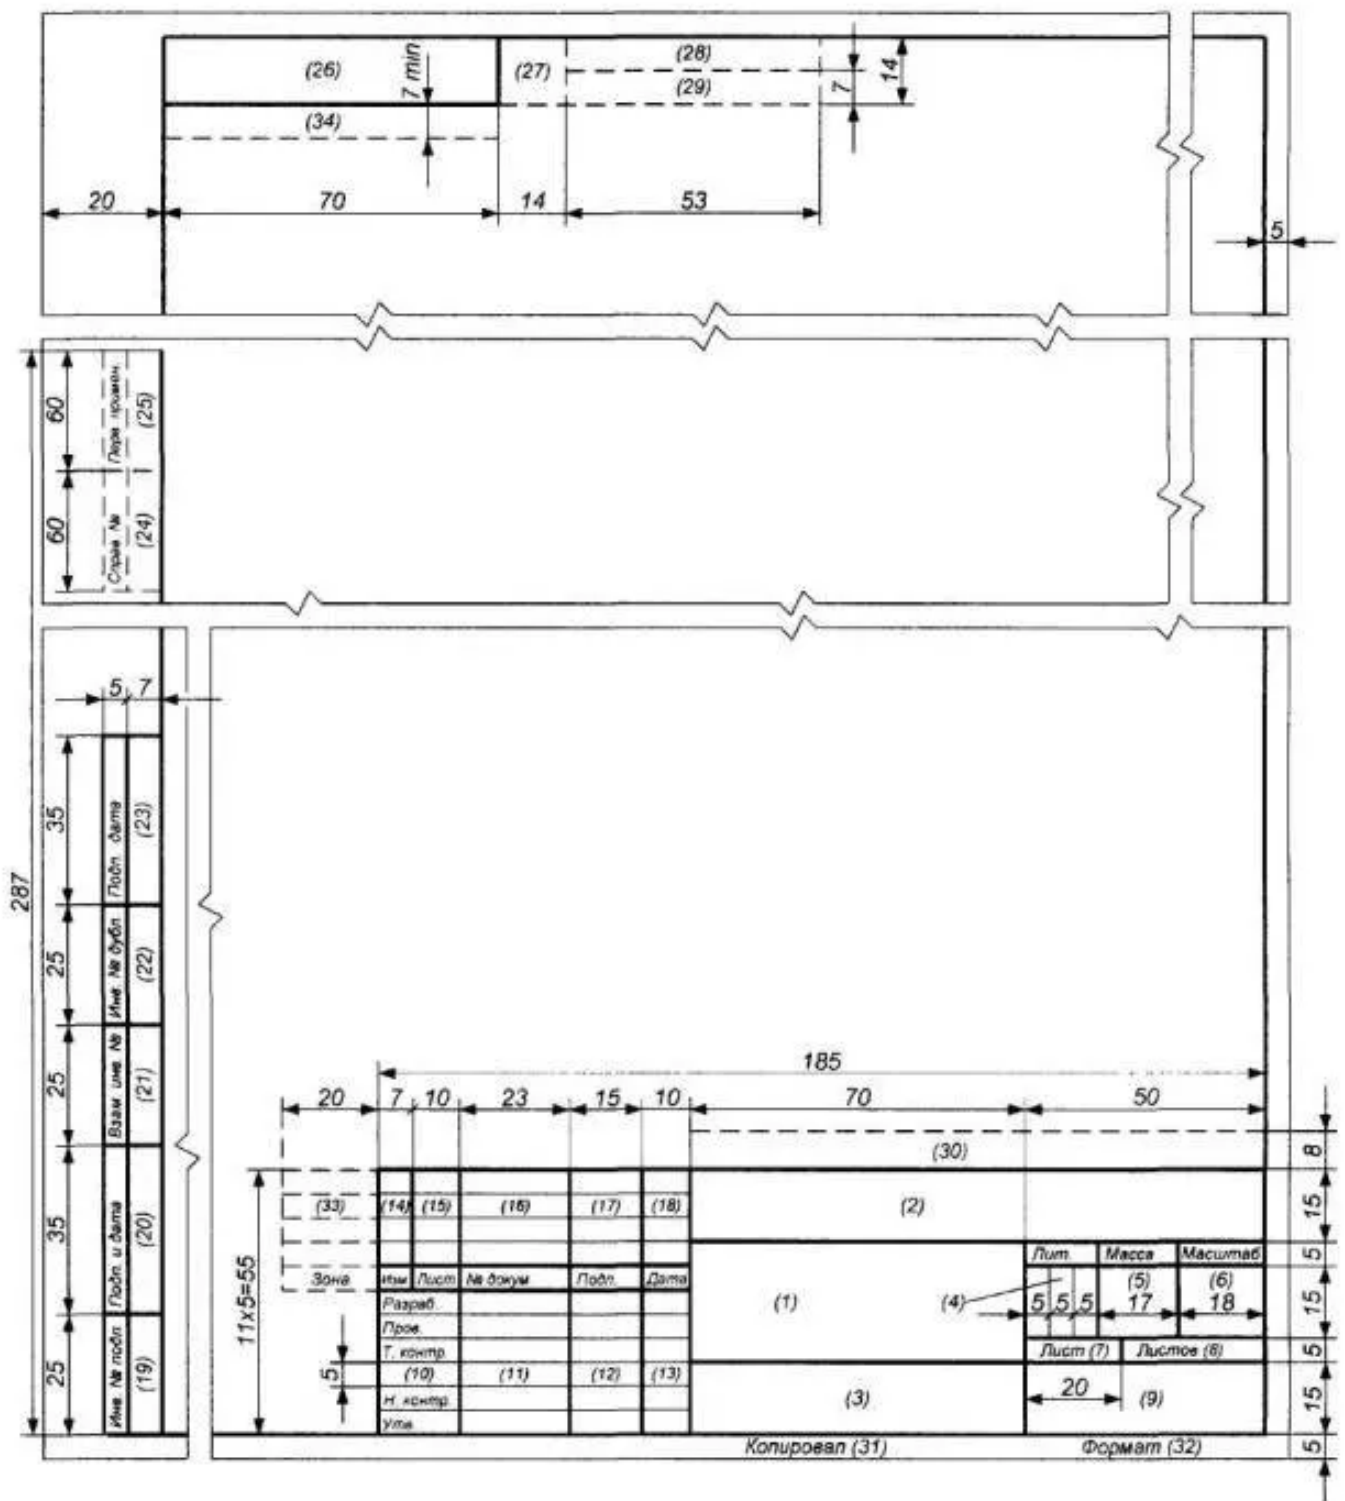 (26)
7 min
(27)
(28)
(29)
7
14
(34)
20
70
14
53
5
287
60
Перв. примен.
(25)
60
Справ. №
(24)
5 7
35
Подп. дата
(23)
25
Инв. № дубл.
(22)
25
Взам. инв. №
(21)
35
Подп. и дата
(20)
25
Инв. № подл
(19)
185
20 7 10 23 15 10 70 50
(30)
8
(33) (14) (15) (16) (17) (18)
(2)
15
Зона Изм Лист № докум Подп. Дата
Лит. Масса Масштаб
5
11x5=55
Разраб.
Пров.
Т. контр.
(10) (11) (12) (13)
5
Н. контр.
Утв.
(1)
(4)
5 5 5
(5)
17
(6)
18
15
Лист (7) Листов (8)
5
(3)
20
(9)
15
Копировал (31) Формат (32)
5